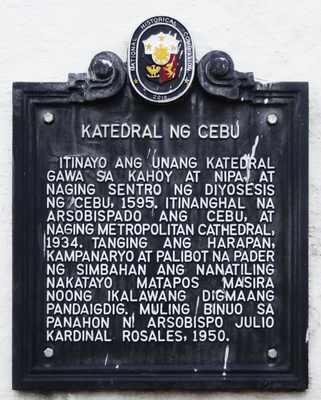 NATIONAL HISTORICAL COMMISSION
KATEDRAL NG CEBU
ITINAYO ANG UNANG KATEDRAL
GAWA SA KAHOY AT NIPA, AT
NAGING SENTRO NG DIYOSESIS
NG CEBU, 1595. ITINANGHAL NA
ARSOBISPADO ANG CEBU, AT
NAGING METROPOLITAN CATHEDRAL,
1934. TANGING ANG HARAPAN,
KAMPANARYO AT PALIBOT NA PADER
NG SIMBAHAN ANG NANATILING
NAKATAYO MATAPOS MASIRA
NOONG IKALAWANG DIGMAANG
PANDAIGDIG. MULING BINUO SA
PANAHON NI ARSOBISPO JULIO
KARDINAL ROSALES, 1950.